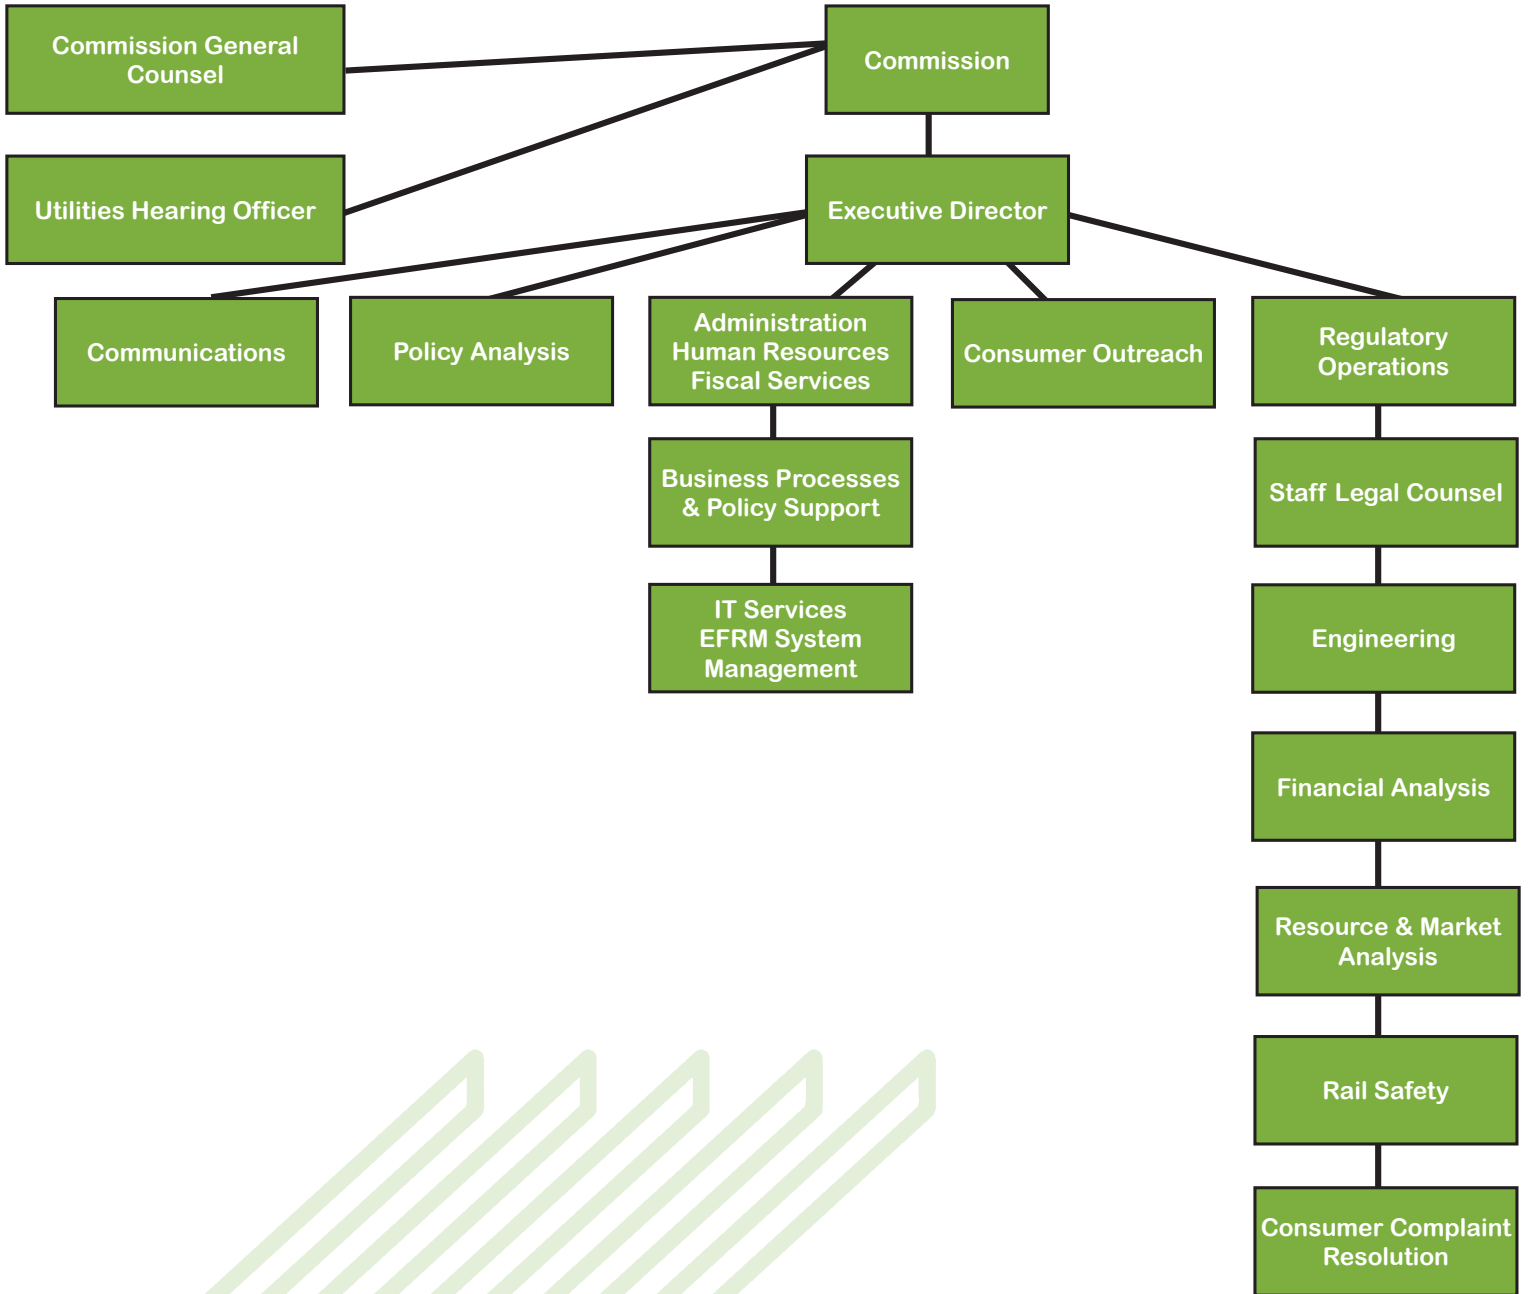 Commission General
Counsel
Commission
Utilities Hearing Officer
Executive Director
Communications
Policy Analysis
Administration
Human Resources
Fiscal Services
Consumer Outreach
Regulatory
Operations
Business Processes
& Policy Support
Staff Legal Counsel
IT Services
EFRM System
Management
Engineering
Financial Analysis
Resource & Market
Analysis
Rail Safety
Consumer Complaint
Resolution